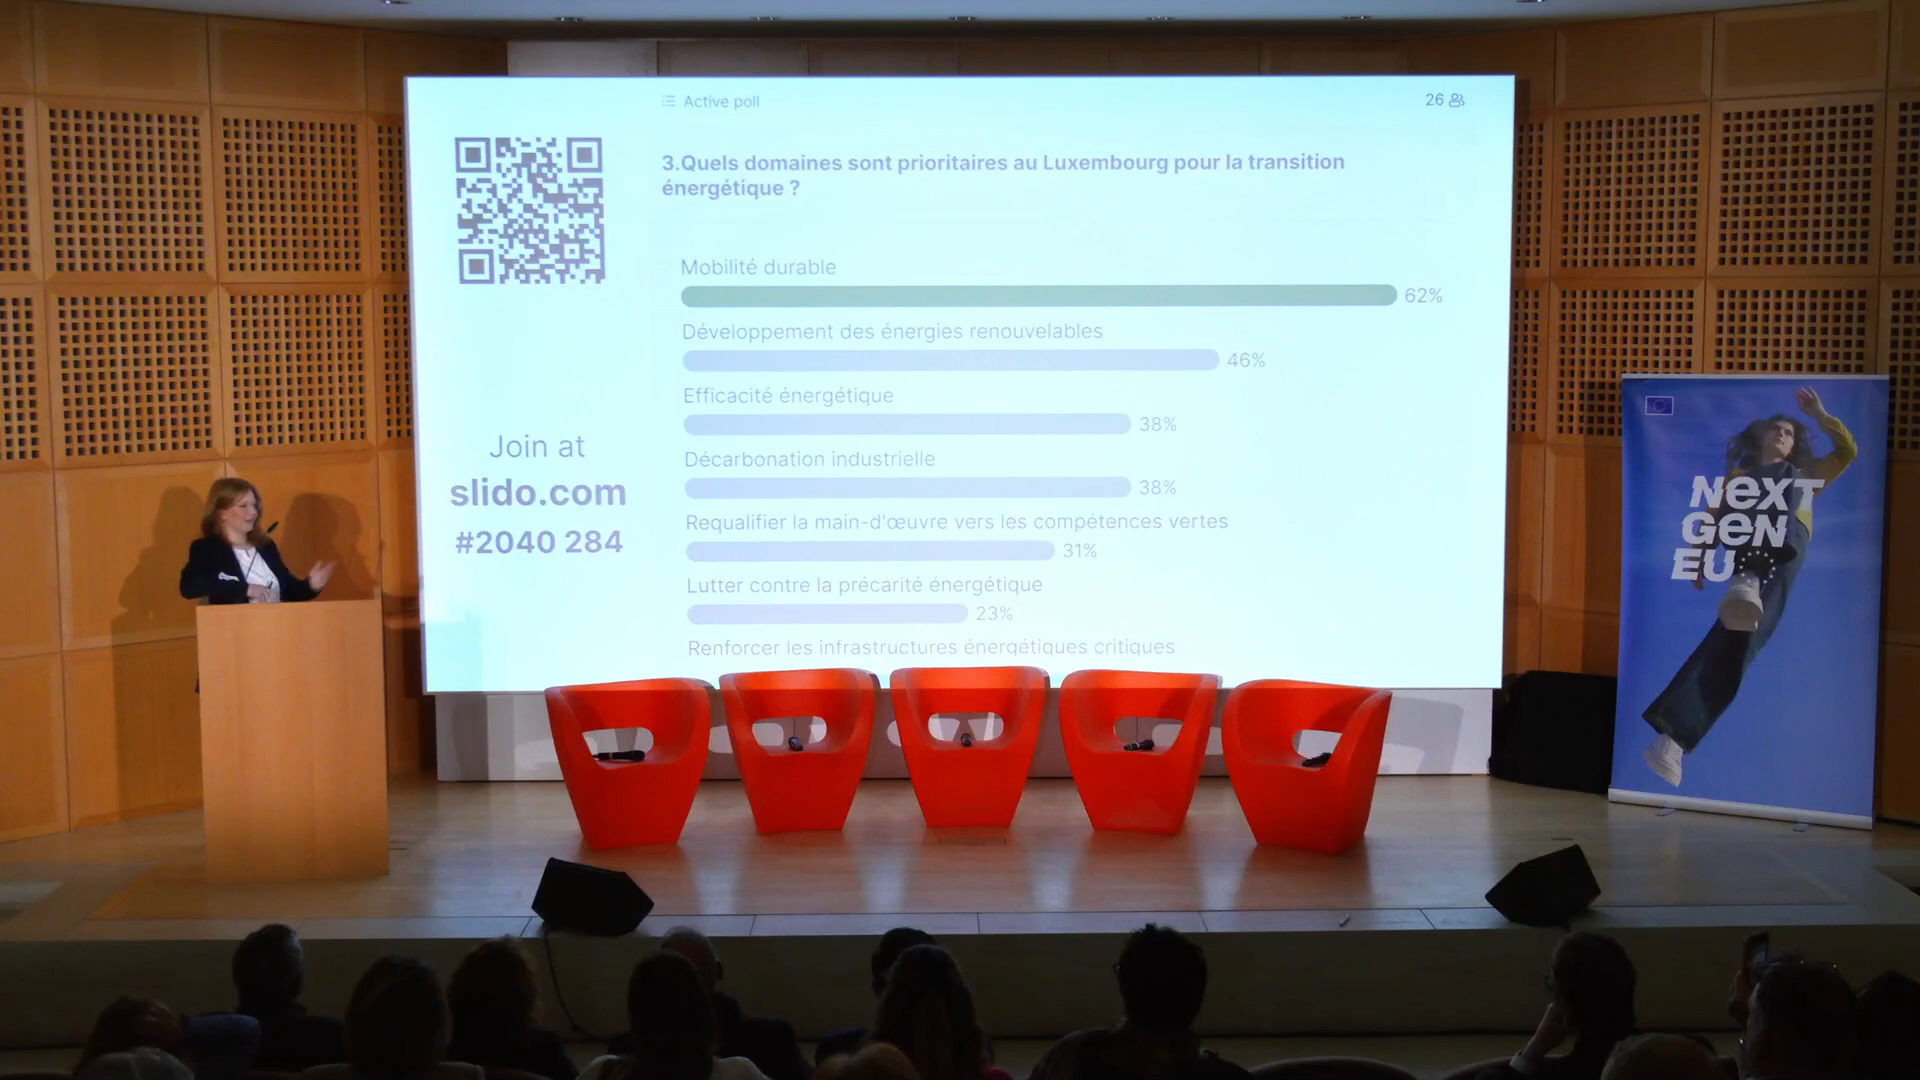 Active poll
26
3.Quels domaines sont prioritaires au Luxembourg pour la transition
énergétique ?
Mobilité durable
62%
Développement des énergies renouvelables
46%
Efficacité énergétique
38%
Décarbonation industrielle
38%
Requalifier la main-d'œuvre vers les compétences vertes
31%
Lutter contre la précarité énergétique
23%
Renforcer les infrastructures énergétiques critiques
Join at
slido.com
#2040 284
NEXT
GEN
EU